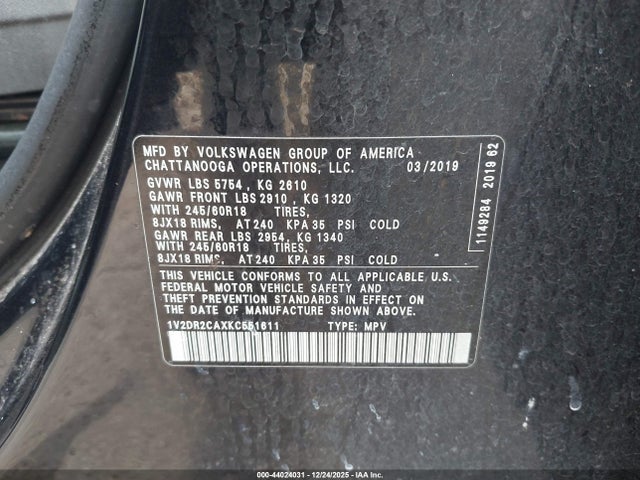 MFD BY VOLKSWAGEN GROUP OF AMERICA
CHATTANOOGA OPERATIONS, LLC. 03/2019
GVWR LBS 5754 , KG 2610
GAWR FRONT LBS 2910 , KG 1320
WITH 245/60R18 TIRES,
8JX18 RIMS, AT 240 KPA 35 PSI COLD
GAWR REAR LBS 2954, KG 1340
WITH 245/60R18 TIRES,
8JX18 RIMS, AT 240 KPA 35 PSI COLD
THIS VEHICLE CONFORMS TO ALL APPLICABLE U.S.
FEDERAL MOTOR VEHICLE SAFETY AND
THEFT PREVENTION STANDARDS IN EFFECT ON
THE DATE OF MANUFACTURE SHOWN ABOVE.
1V2DR2CAXKC551611 TYPE: MPV
1149284 2019 62
000-44024031 - 12/24/2025 - IAA Inc.